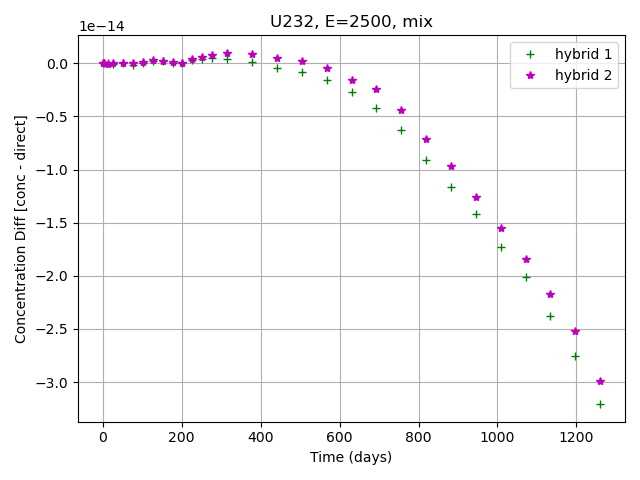 U232, E=2500, mix
1e−14
hybrid 1
hybrid 2
Concentration Diff [conc - direct]
0.0
−0.5
−1.0
−1.5
−2.0
−2.5
−3.0
0 200 400 600 800 1000 1200
Time (days)